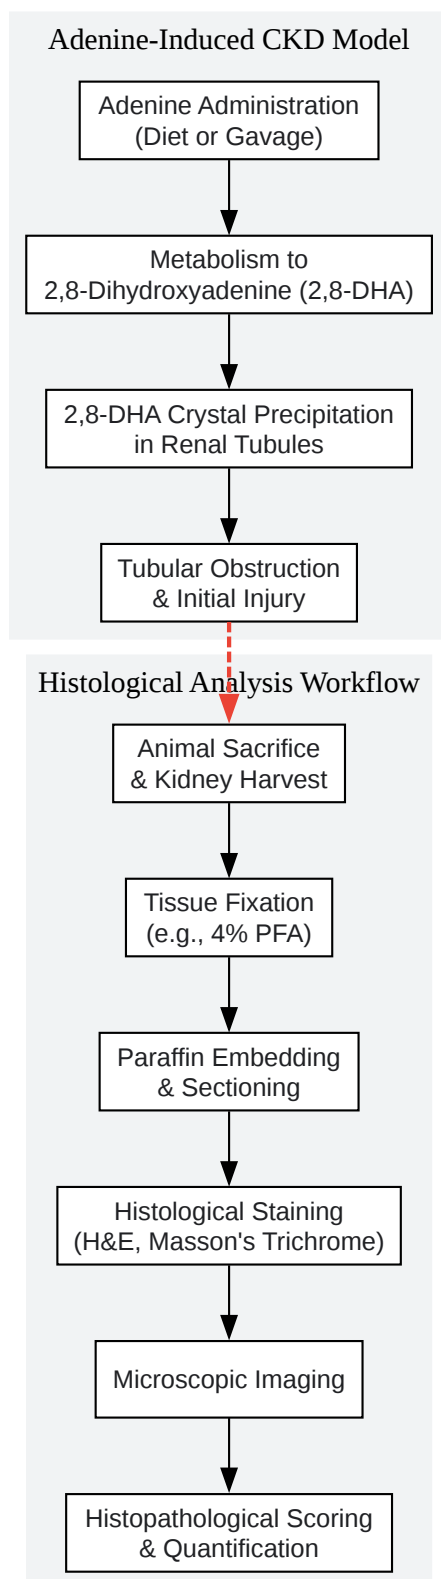 Adenine-Induced CKD Model
Adenine Administration
(Diet or Gavage)
Metabolism to
2,8-Dihydroxyadenine (2,8-DHA)
2,8-DHA Crystal Precipitation
in Renal Tubules
Tubular Obstruction
& Initial Injury
Histological Analysis Workflow
Animal Sacrifice
& Kidney Harvest
Tissue Fixation
(e.g., 4% PFA)
Paraffin Embedding
& Sectioning
Histological Staining
(H&E, Masson's Trichrome)
Microscopic Imaging
Histopathological Scoring
& Quantification